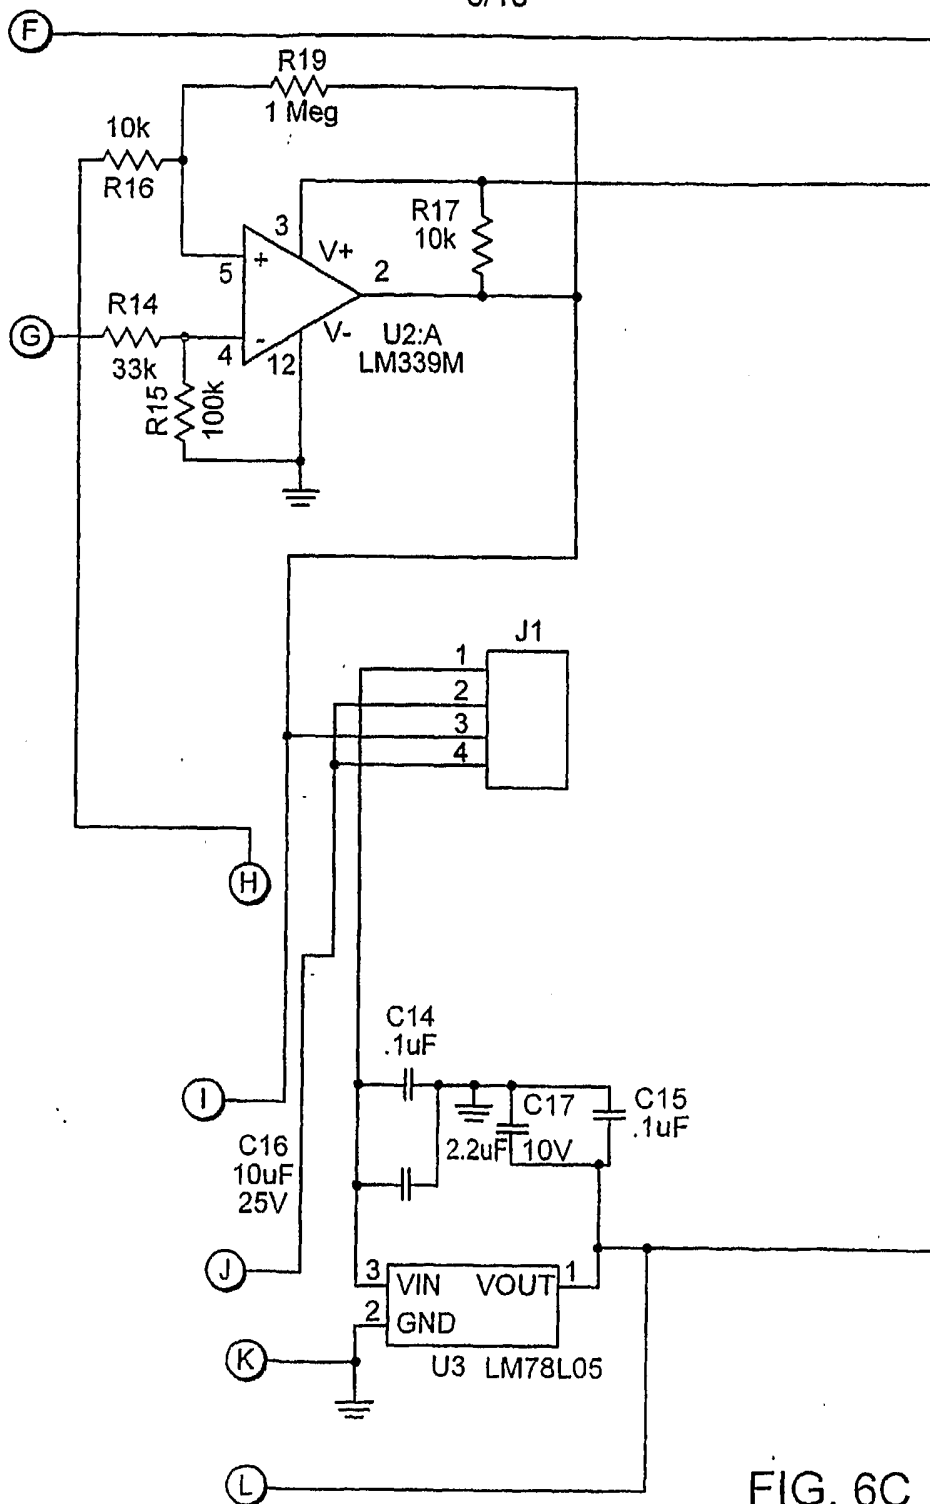 F
R19
1 Meg
10k
R16
R17
10k
3
V+
5
+
2
R14
G
4
-
V-
12
U2:A
LM339M
33k
R15
100k
J1
1
2
3
4
H
C14
.1uF
I
C17
2.2uF 10V
C15
.1uF
C16
10uF
25V
J
3 VIN VOUT 1
2 GND
K
U3 LM78L05
L
FIG. 6C